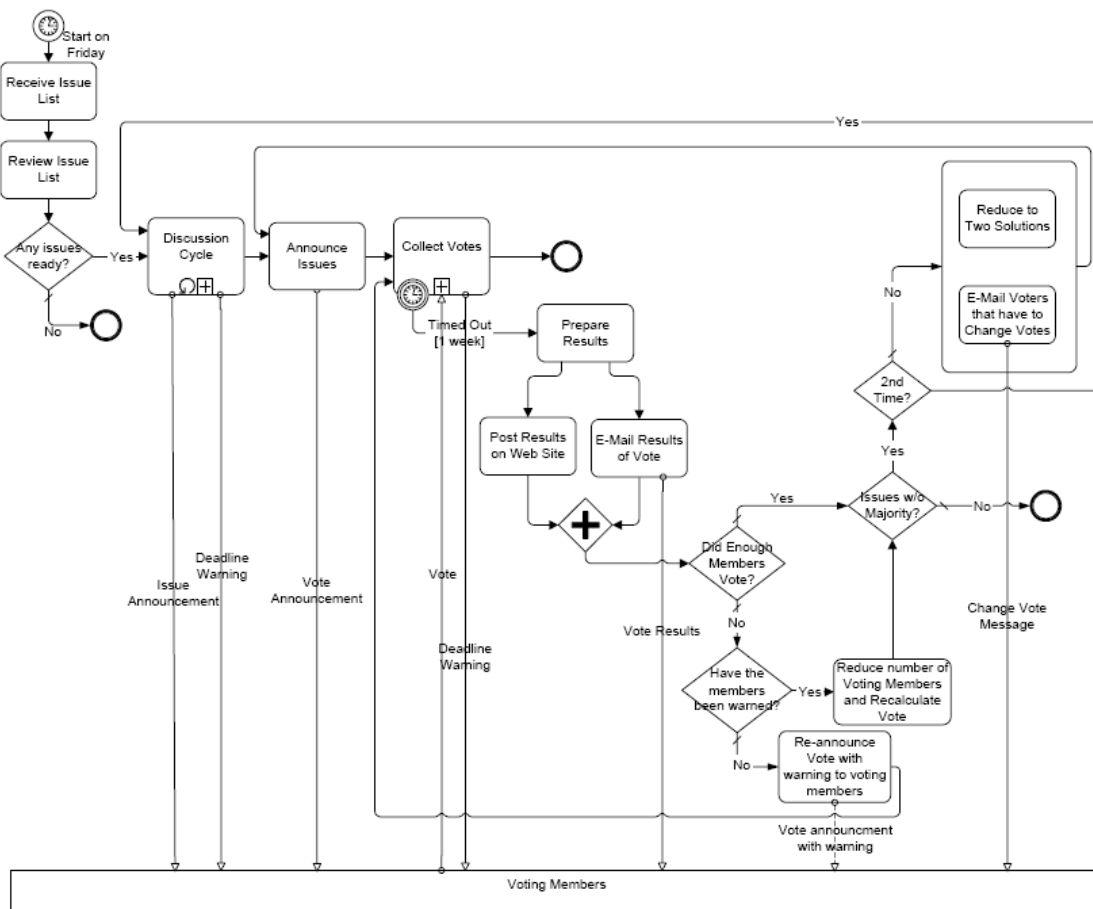 Start on
Friday
Receive Issue
List
Yes
Review Issue
List
Reduce to
Two Solutions
Any issues
ready?
Yes
Discussion
Cycle
Announce
Issues
Collect Votes
No
E-Mail Voters
that have to
Change Votes
No
Timed Out
[1 week]
Prepare
Results
2nd
Time?
Post Results
on Web Site
E-Mail Results
of Vote
Yes
Yes
Issues w/o
Majority?
No
Did Enough
Members
Vote?
Deadline
Warning
Issue
Announcement
Vote
Announcement
Vote
Vote Results
No
Change Vote
Message
Deadline
Warning
Have the
members
been warned?
Yes
Reduce number of
Voting Members
and Recalculate
Vote
No
Re-announce
Vote with
warning to voting
members
Vote announcment
with warning
Voting Members